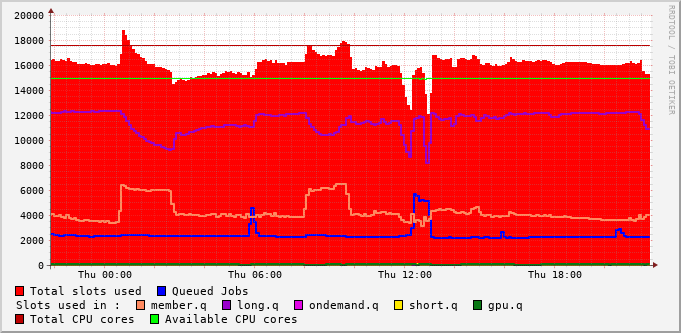 20000
18000
16000
14000
12000
10000
8000
6000
4000
2000
0
Thu 00:00 Thu 06:00 Thu 12:00 Thu 18:00
RRDTOOL / TOBI OETIKER
Total slots used Queued Jobs
Slots used in : member.q long.q ondemand.q short.q gpu.q
Total CPU cores Available CPU cores